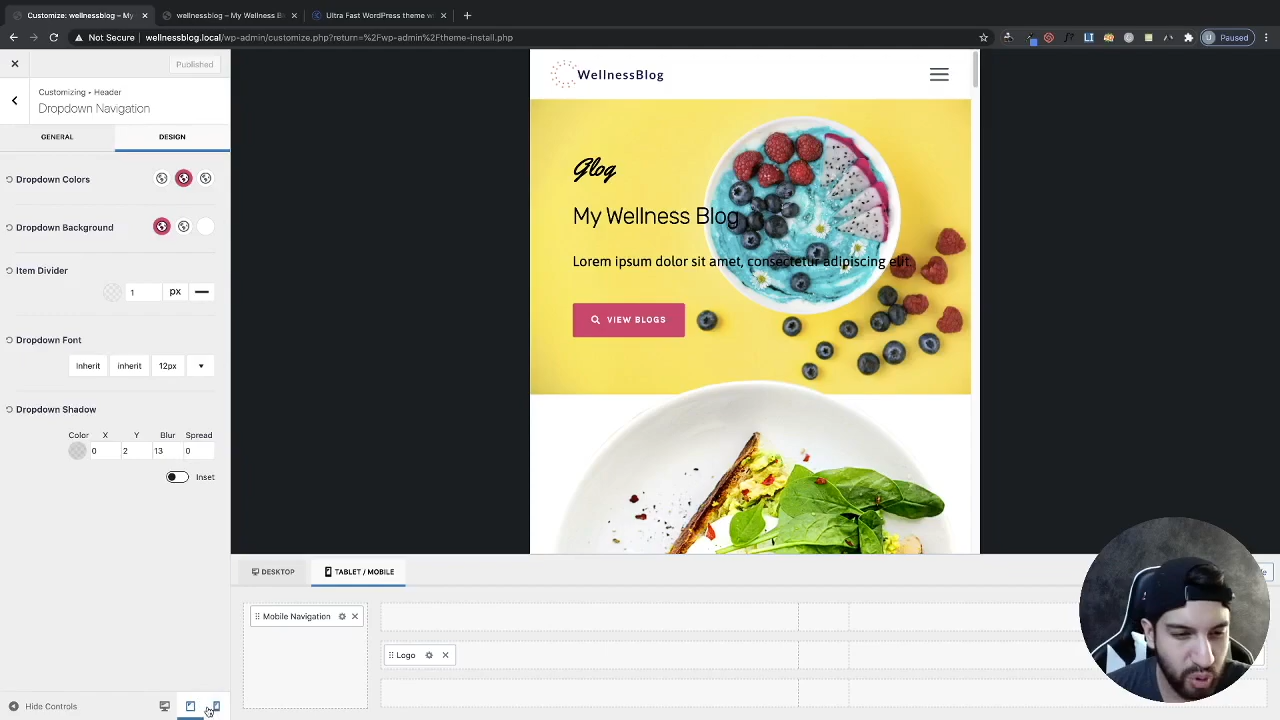 Customize: wellnessblog – My
wellnessblog – My Wellness Bl
Ultra Fast WordPress theme w
Not Secure
wellnessblog.local/wp-admin/customize.php?return=%2Fwp-admin%2Ftheme-install.php
Paused
Published
Customizing • Header
Dropdown Navigation
GENERAL
DESIGN
Dropdown Colors
Dropdown Background
Item Divider
1
px
Dropdown Font
Inherit
inherit
12px
Dropdown Shadow
Color
X
Y
Blur
Spread
0
2
13
0
Inset
Hide Controls
WellnessBlog
Glog
My Wellness Blog
Lorem ipsum dolor sit amet, consectetur adipiscing elit.
VIEW BLOGS
DESKTOP
TABLET / MOBILE
Mobile Navigation
Logo